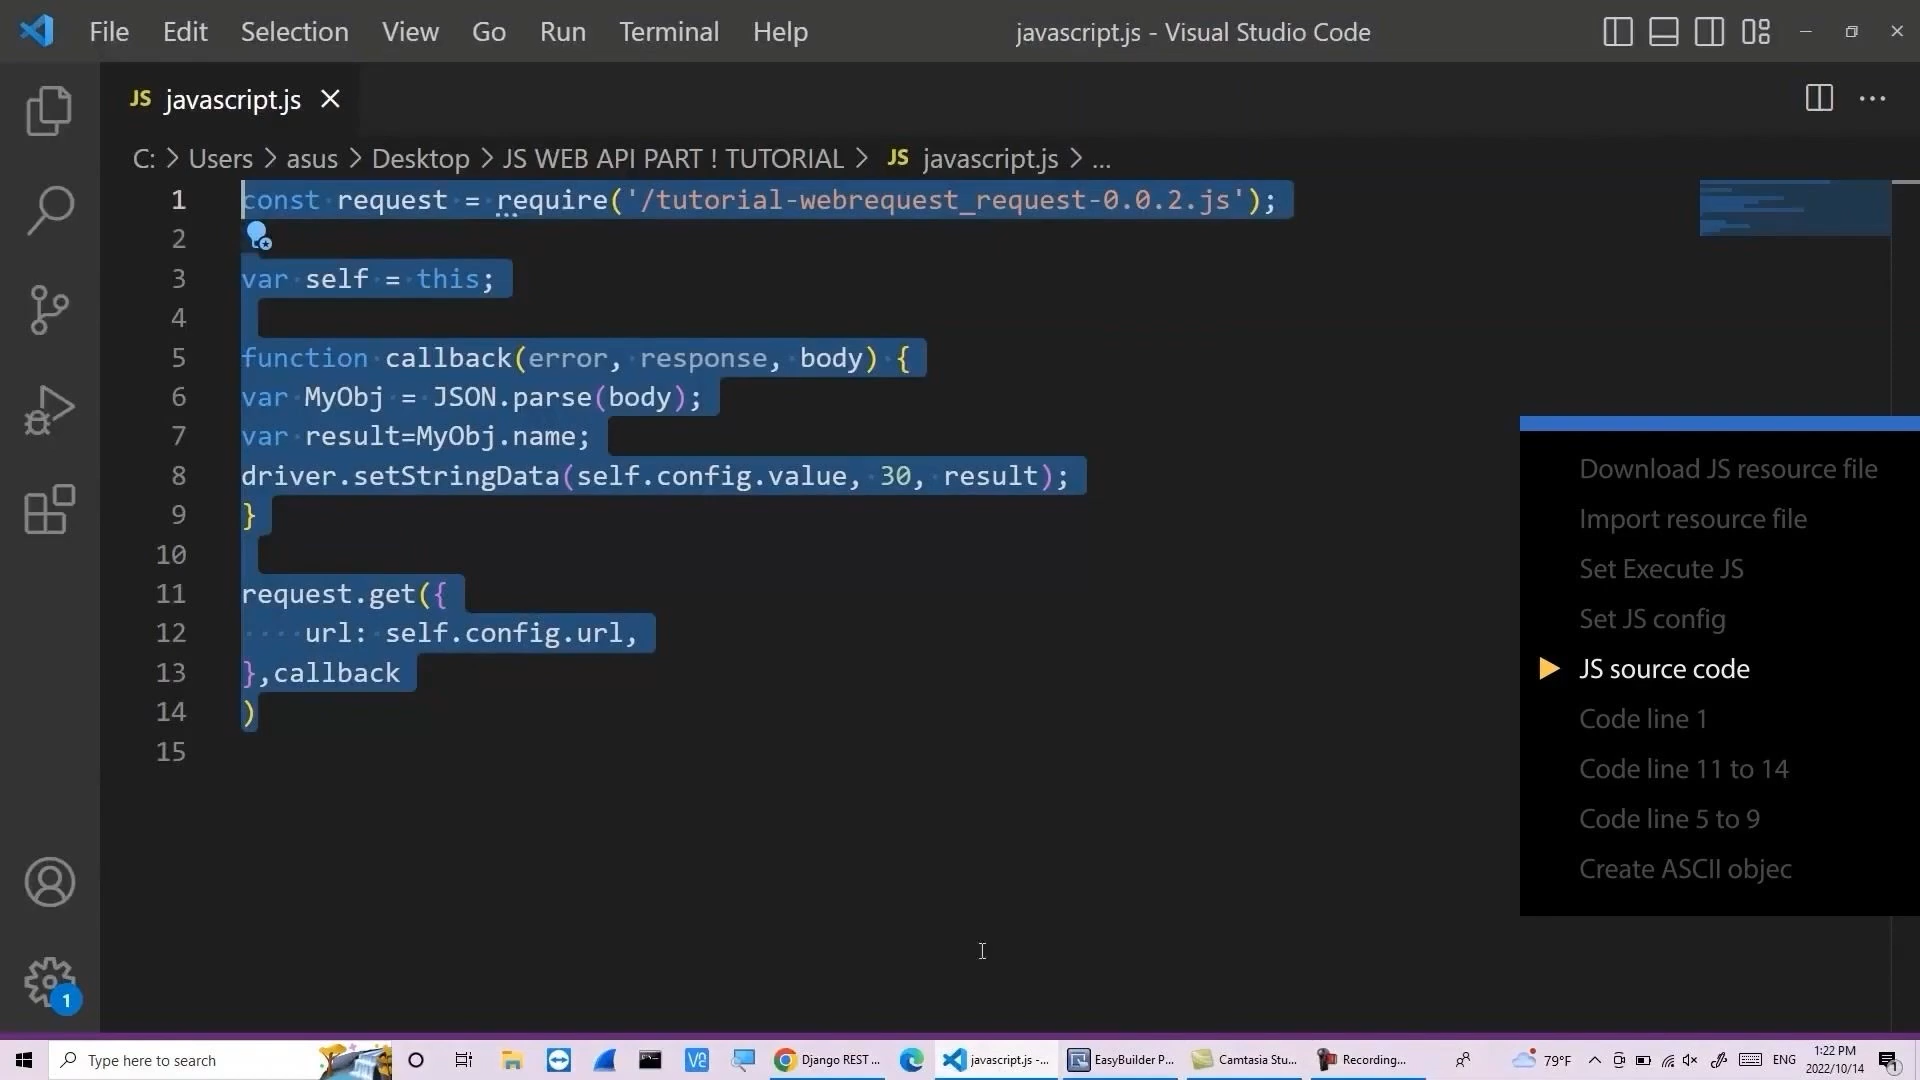 File Edit Selection View Go Run Terminal Help javascript.js - Visual Studio Code
JS javascript.js
C: > Users > asus > Desktop > JS WEB API PART ! TUTORIAL > JS javascript.js > ...
1 const request = require('/tutorial-webrequest_request-0.0.2.js');
2
3 var self = this;
4
5 function callback(error, response, body) {
6 var MyObj = JSON.parse(body);
7 var result=MyObj.name;
8 driver.setStringData(self.config.value, 30, result);
9 }
10
11 request.get({
12 url: self.config.url,
13 },callback
14 )
15
Download JS resource file
Import resource file
Set Execute JS
Set JS config
JS source code
Code line 1
Code line 11 to 14
Code line 5 to 9
Create ASCII objec
1
Type here to search
Django REST ...
javascript.js -...
EasyBuilder P...
Camtasia Stu...
Recording...
79°F
ENG
1:22 PM
2022/10/14
1